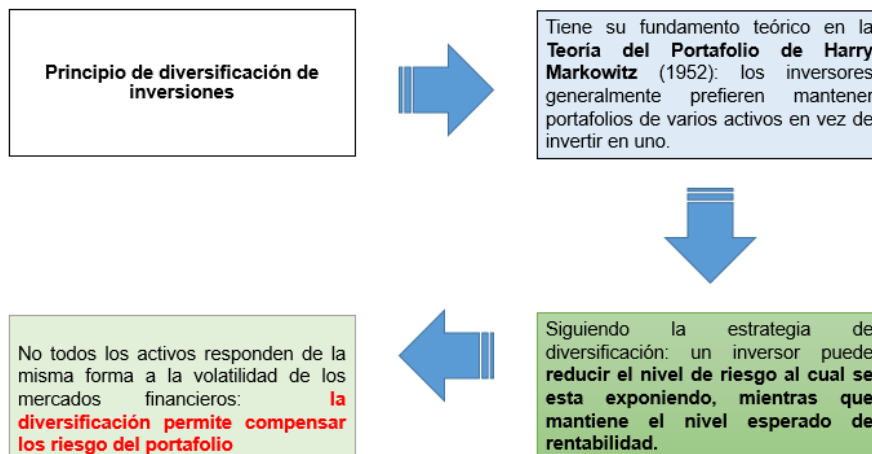 Principio de diversificación de
inversiones
Tiene su fundamento teórico en la
Teoría del Portafolio de Harry
Markowitz (1952): los inversores
generalmente prefieren mantener
portafolios de varios activos en vez de
invertir en uno.
Siguiendo la estrategia de
diversificación: un inversor puede
reducir el nivel de riesgo al cual se
esta exponiendo, mientras que
mantiene el nivel esperado de
rentabilidad.
No todos los activos responden de la
misma forma a la volatilidad de los
mercados financieros: la
diversificación permite compensar
los riesgo del portafolio